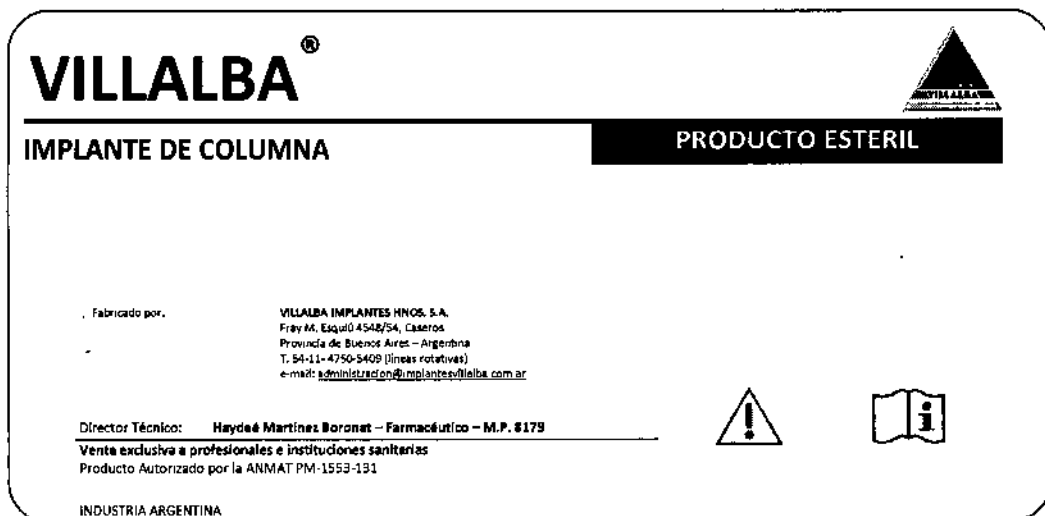 VILLALBA®
VILLALBA
IMPLANTE DE COLUMNA
PRODUCTO ESTERIL
Fabricado por.
VILLALBA IMPLANTES HNOS. S.A.
Fray M. Esquiú 4548/54, Caseros
Provincia de Buenos Aires – Argentina
T. 54-11- 4750-5409 (líneas rotativas)
e-mail: administracion@implantesvillalba.com.ar
Director Técnico: Haydeé Martínez Boronat – Farmacéutico – M.P. 8179
Venta exclusiva a profesionales e instituciones sanitarias
Producto Autorizado por la ANMAT PM-1553-131
INDUSTRIA ARGENTINA